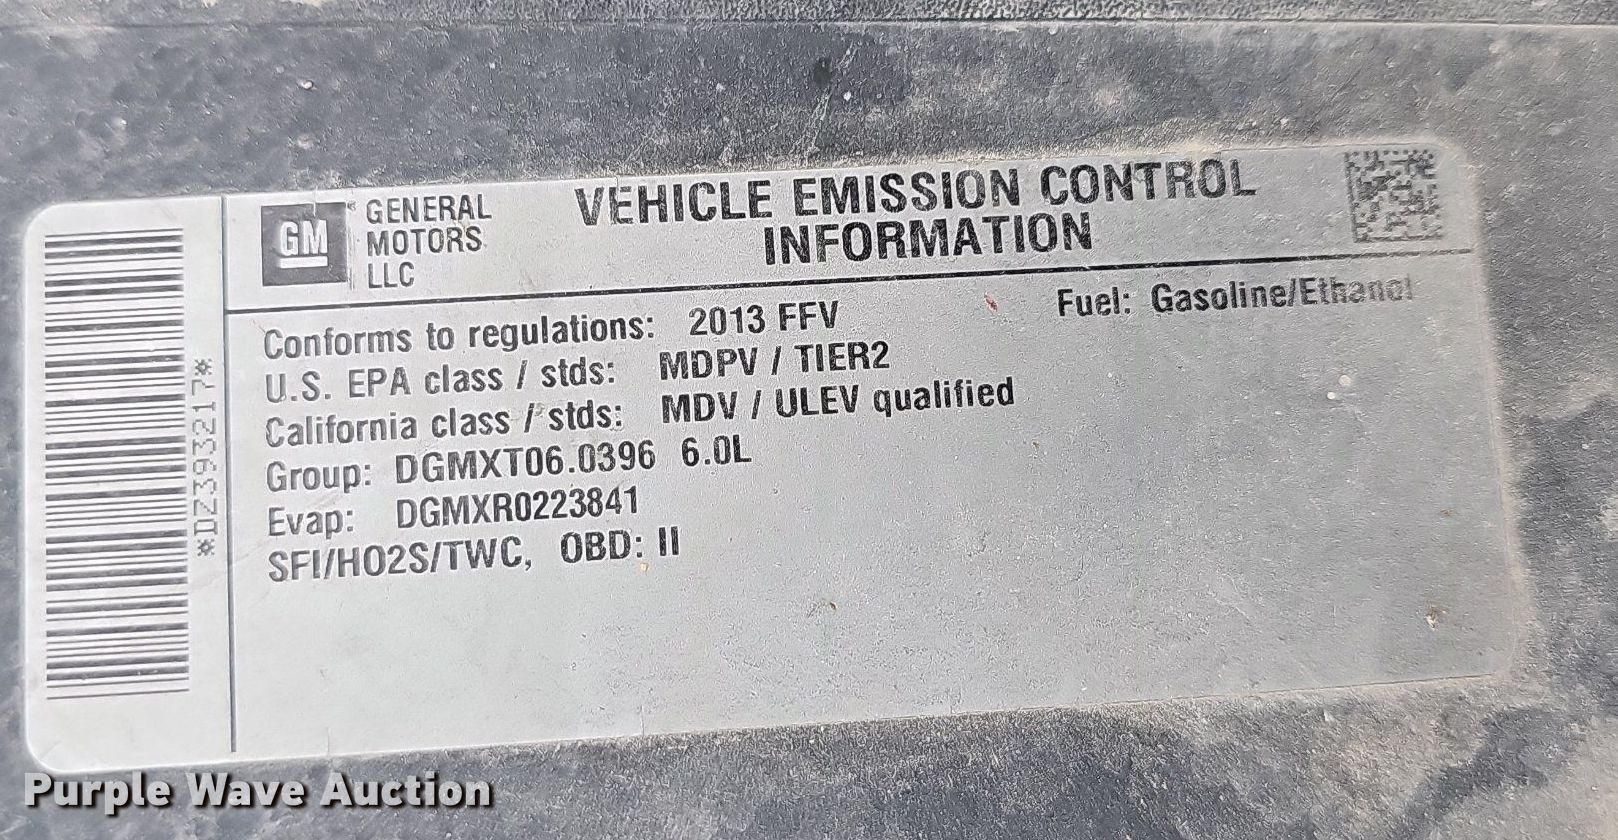 GM
GENERAL
MOTORS
LLC
VEHICLE EMISSION CONTROL
INFORMATION
Conforms to regulations: 2013 FFV
Fuel: Gasoline/Ethanol
U.S. EPA class / stds: MDPV / TIER2
California class / stds: MDV / ULEV qualified
Group: DGMXT06.0396 6.0L
Evap: DGMXR0223841
SFI/HO2S/TWC, OBD: II
*DZ393217*
Purple Wave Auction